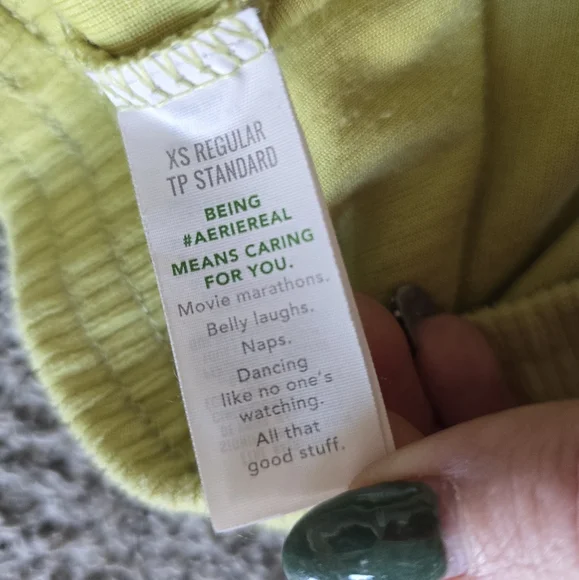 XS REGULAR
TP STANDARD
BEING
#AERIEREAL
MEANS CARING
FOR YOU.
Movie marathons.
Belly laughs.
Naps.
Dancing
like no one's
watching.
All that
good stuff.